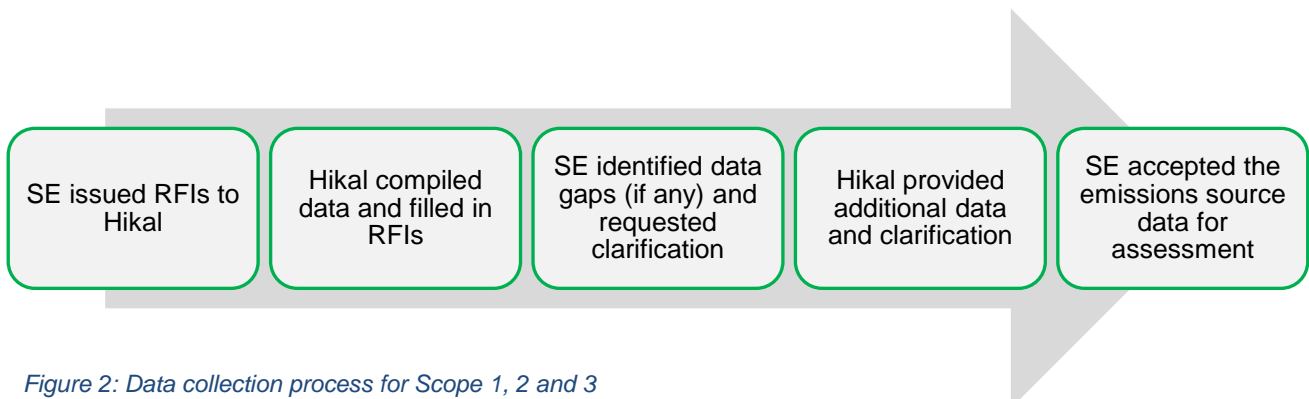 SE issued RFIs to
Hikal
Hikal compiled
data and filled in
RFIs
SE identified data
gaps (if any) and
requested
clarification
Hikal provided
additional data
and clarification
SE accepted the
emissions source
data for
assessment
Figure 2: Data collection process for Scope 1, 2 and 3